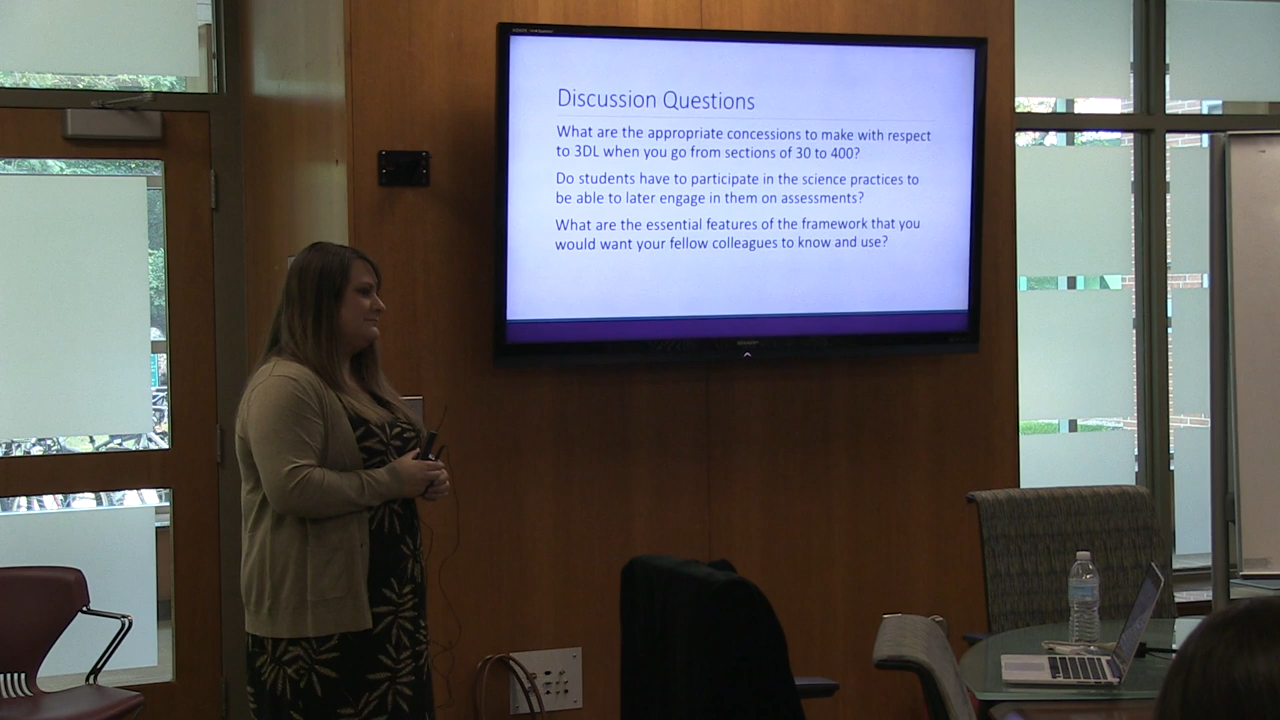 Discussion Questions
What are the appropriate concessions to make with respect
to 3DL when you go from sections of 30 to 400?
Do students have to participate in the science practices to
be able to later engage in them on assessments?
What are the essential features of the framework that you
would want your fellow colleagues to know and use?
SHARP